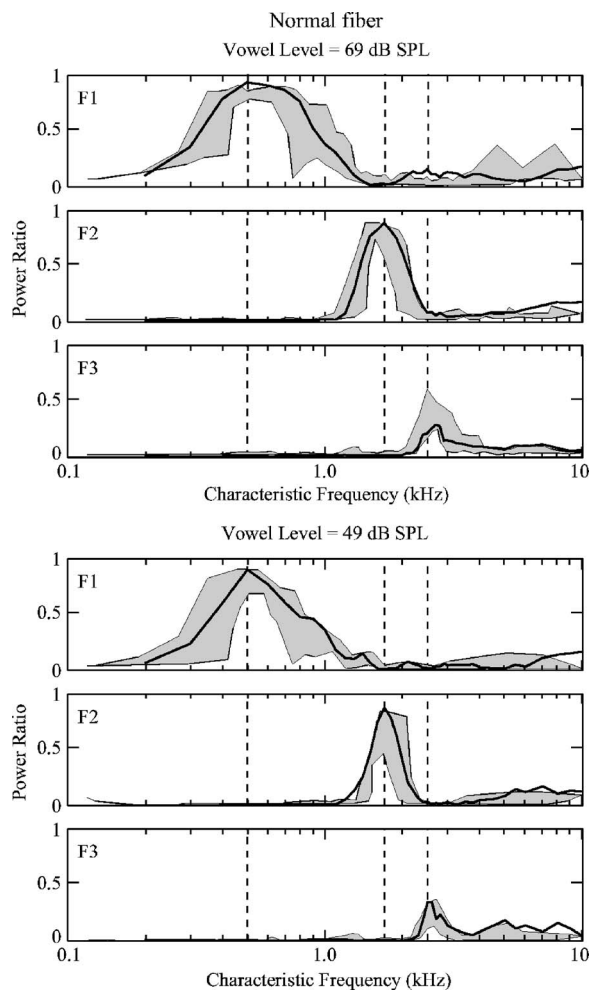 Normal fiber
Vowel Level = 69 dB SPL
1
F1
0.5
0
1
F2
0.5
0
1
F3
0.5
0
Power Ratio
0.1
1.0
10
Characteristic Frequency (kHz)
Vowel Level = 49 dB SPL
1
F1
0.5
0
1
F2
0.5
0
1
F3
0.5
0
Power Ratio
0.1
1.0
10
Characteristic Frequency (kHz)